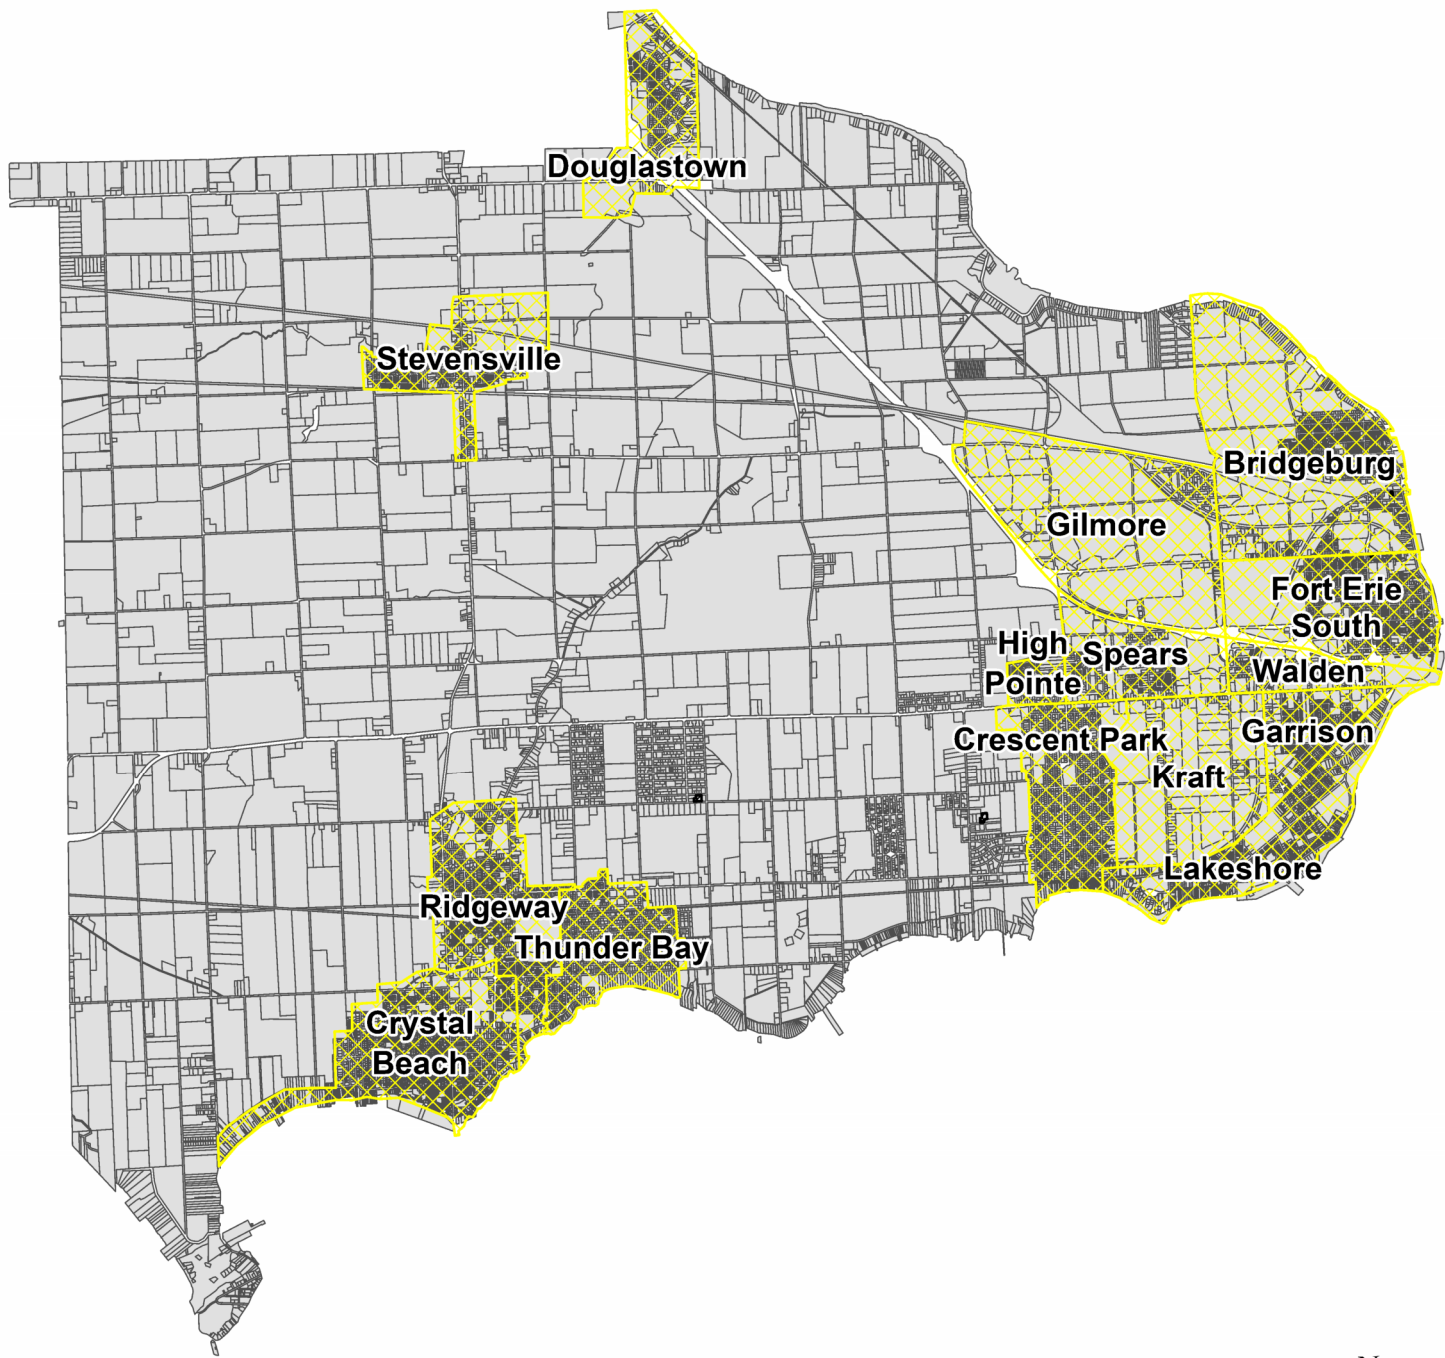 Douglastown
Stevensville
Bridgeburg
Gilmore
Fort Erie
South
High
Pointe
Spears
Walden
Crescent Park
Garrison
Kraft
Lakeshore
Ridgeway
Thunder Bay
Crystal
Beach
N